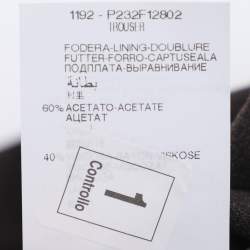 1192 - P232F12802
TROUSER
FODERA-LINING-DOUBLURE
FUTTER-FORRO-CAPTUSEALA
ПОДПЛАТА-ВЫРАВНИВАНИЕ
بطانة
60% ACETATO-ACETATE
АЦЕТАТ
40%
1
Controllo